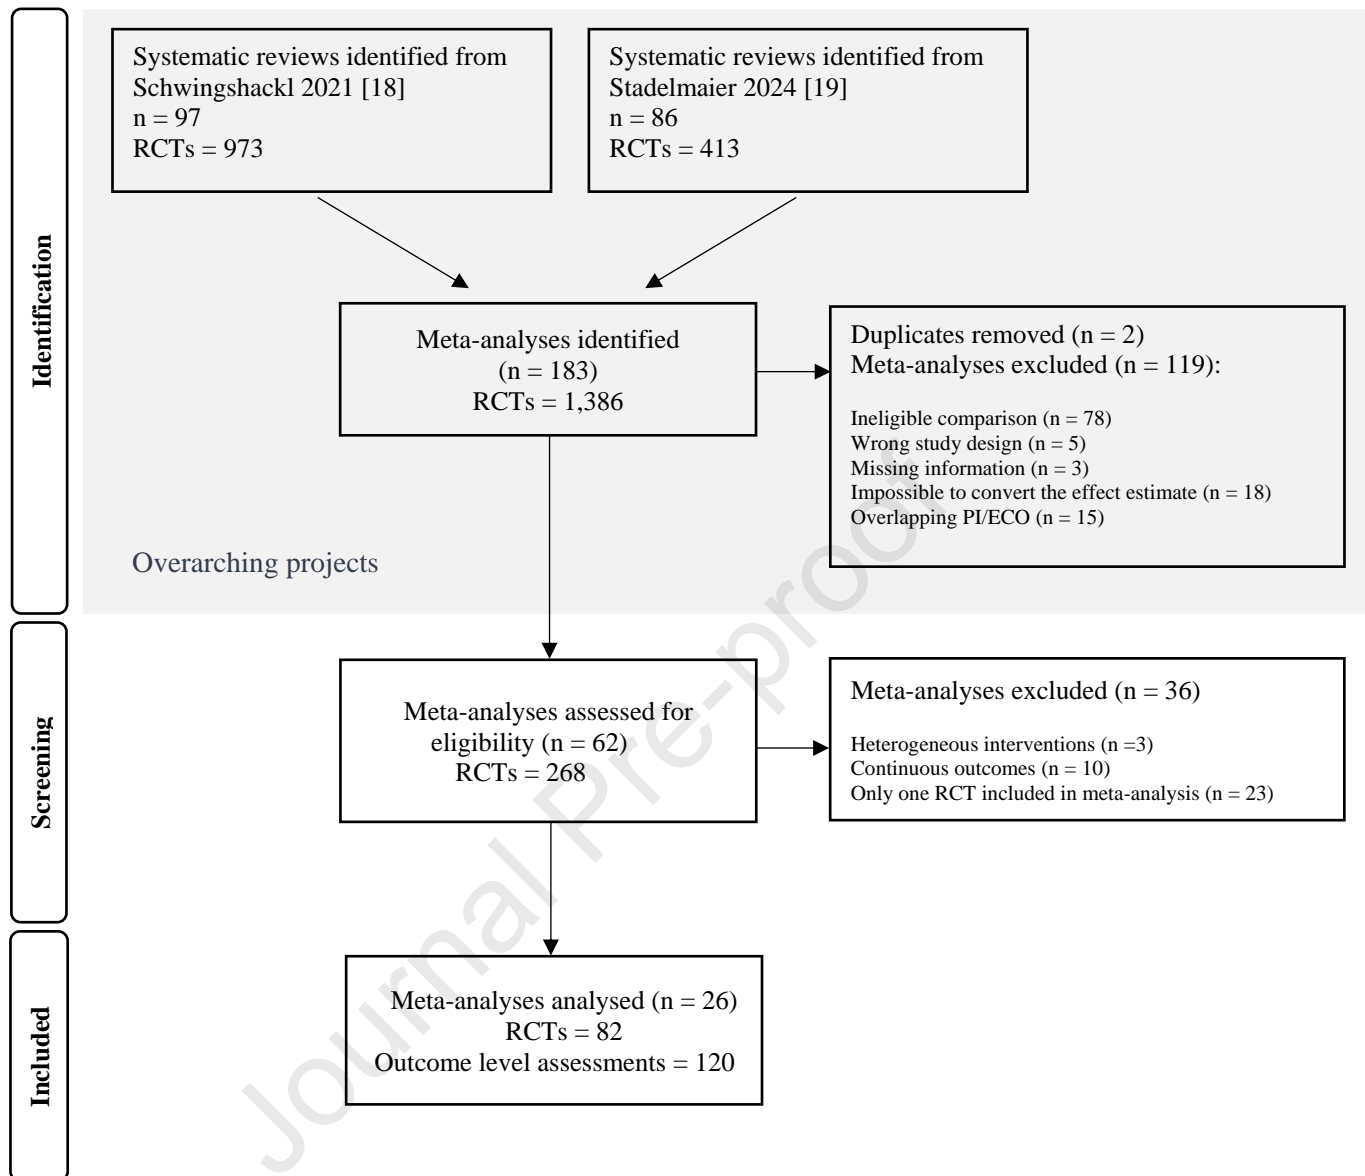 Identification
Systematic reviews identified from
Schwingshackl 2021 [18]
n = 97
RCTs = 973
Systematic reviews identified from
Stadelmaier 2024 [19]
n = 86
RCTs = 413
Meta-analyses identified
(n = 183)
RCTs = 1,386
Duplicates removed (n = 2)
Meta-analyses excluded (n = 119):
Ineligible comparison (n = 78)
Wrong study design (n = 5)
Missing information (n = 3)
Impossible to convert the effect estimate (n = 18)
Overlapping PI/ECO (n = 15)
Overarching projects
Screening
Meta-analyses assessed for
eligibility (n = 62)
RCTs = 268
Meta-analyses excluded (n = 36)
Heterogeneous interventions (n =3)
Continuous outcomes (n = 10)
Only one RCT included in meta-analysis (n = 23)
Included
Meta-analyses analysed (n = 26)
RCTs = 82
Outcome level assessments = 120
Journal Pre-proof